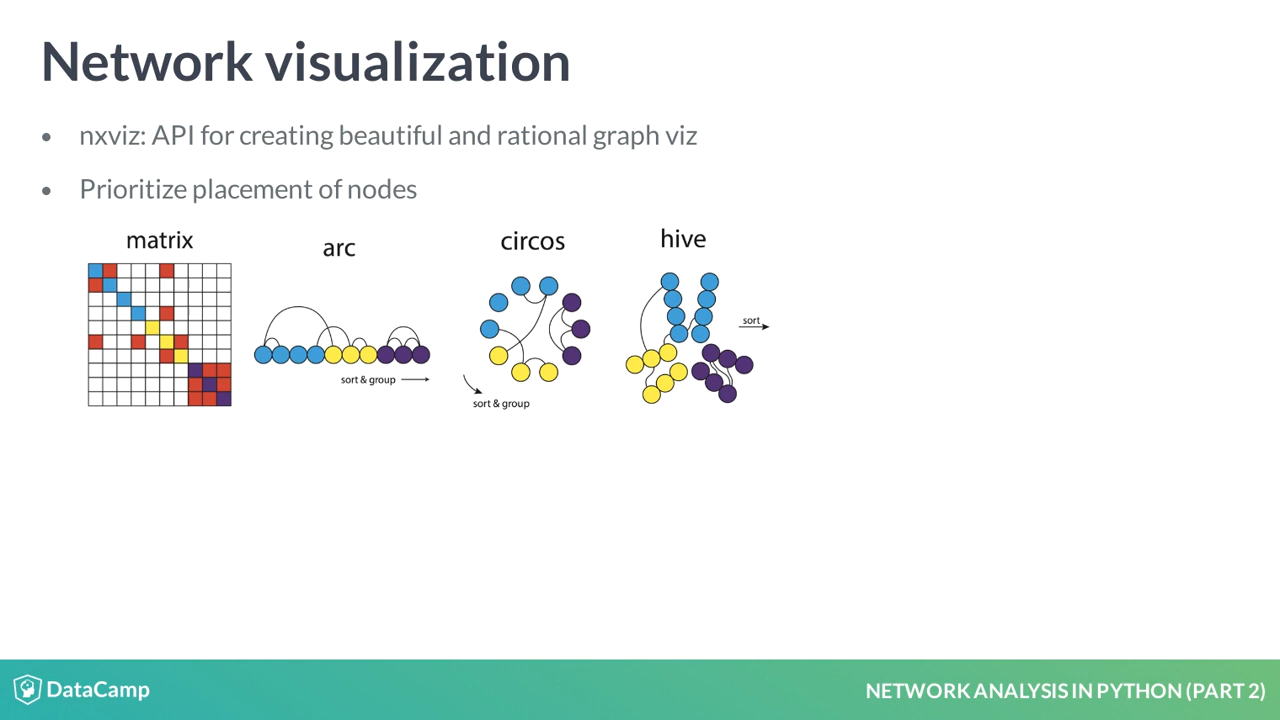 Network visualization
• nxviz: API for creating beautiful and rational graph viz
• Prioritize placement of nodes
matrix
arc
circos
hive
sort & group
sort & group
sort
DataCamp
NETWORK ANALYSIS IN PYTHON (PART 2)